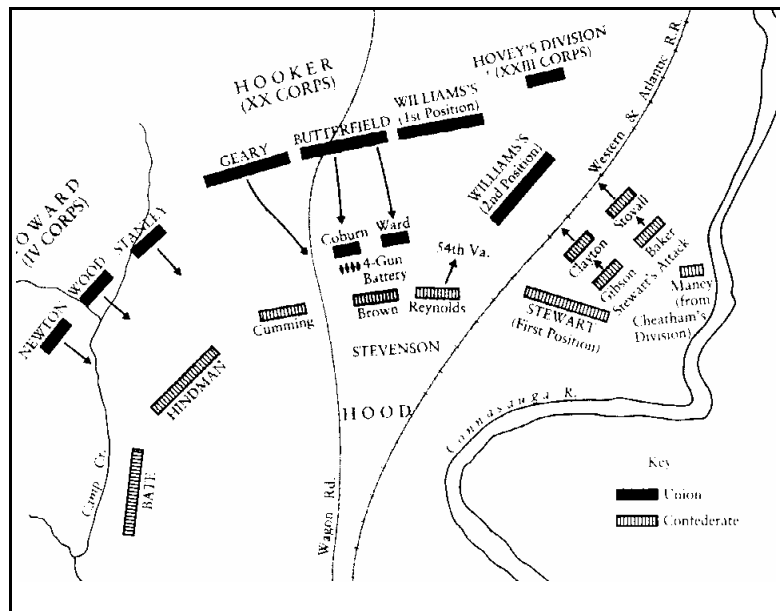 HOVEY'S DIVISION
(XXIII CORPS)
HOOKER
(XX CORPS)
WILLIAMS'S
(1st Position)
BUTTERFIELD
GEARY
Western & Atlantic R.R.
OWARD
(IV CORPS)
STANLEY
WOOD
NEWTON
WILLIAMS'S
(2nd Position)
Coburn
Ward
4-Gun
Battery
54th Va.
Stovall
Clayton
Baker
Gibson
Stewart's Attack
Maney
(from
Cheatham's
Division)
Cumming
Brown
Reynolds
STEWART
(First Position)
STEVENSON
HINDMAN
HOOD
Connasauga R.
BATE
Camp Cr.
Wagon Rd.
Key
Union
Confederate